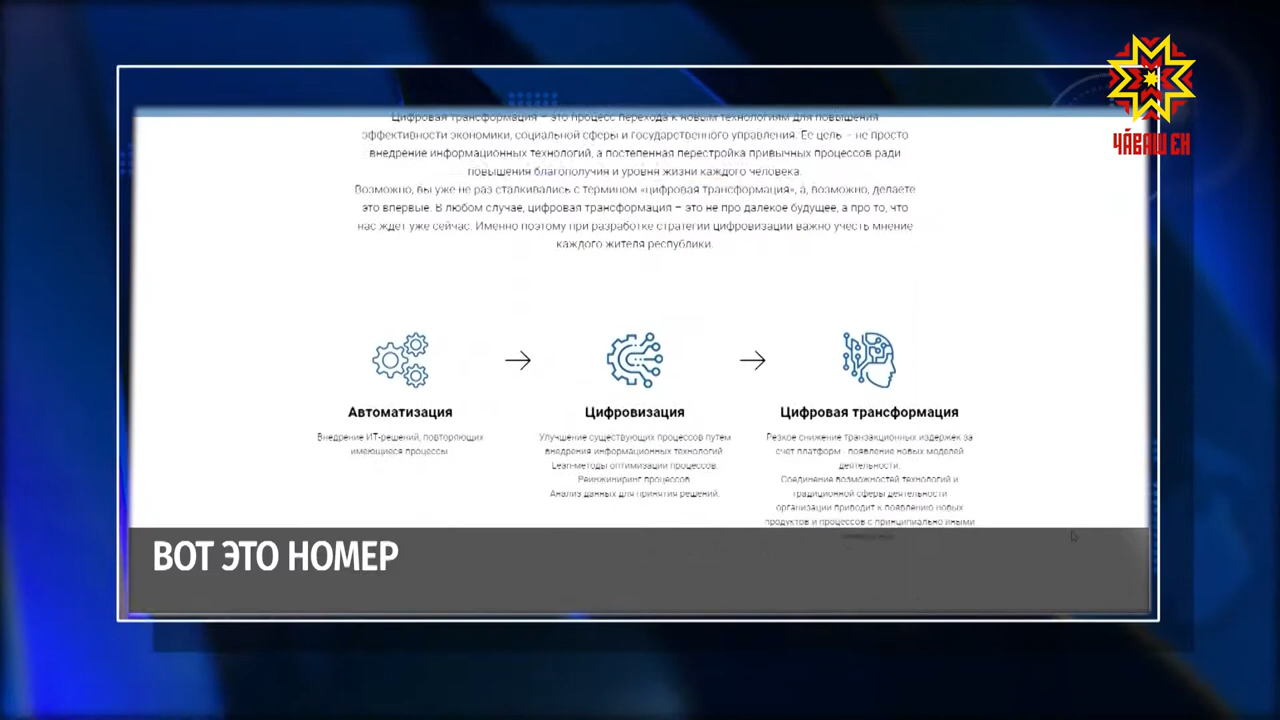 ЧӐВАШ ЕН
Цифровая трансформация – это процесс перехода к новым технологиям для повышения
эффективности экономики, социальной сферы и государственного управления. Ее цель – не просто
внедрение информационных технологий, а постепенная перестройка привычных процессов ради
повышения благополучия и уровня жизни каждого человека.
Возможно, вы уже не раз сталкивались с термином «цифровая трансформация», а, возможно, делаете
это впервые. В любом случае, цифровая трансформация – это не про далекое будущее, а про то, что
нас ждет уже сейчас. Именно поэтому при разработке стратегии цифровизации важно учесть мнение
каждого жителя республики.
Автоматизация
Внедрение ИТ-решений, повторяющих
имеющиеся процессы
Цифровизация
Улучшение существующих процессов путем
внедрения информационных технологий.
Lean-методы оптимизации процессов.
Реинжиниринг процессов.
Анализ данных для принятия решений.
Цифровая трансформация
Резкое снижение транзакционных издержек за
счет платформ - появление новых моделей
деятельности.
Соединение возможностей технологий и
традиционной сферы деятельности
организации приводит к появлению новых
продуктов и процессов с принципиально иными
ВОТ ЭТО НОМЕР